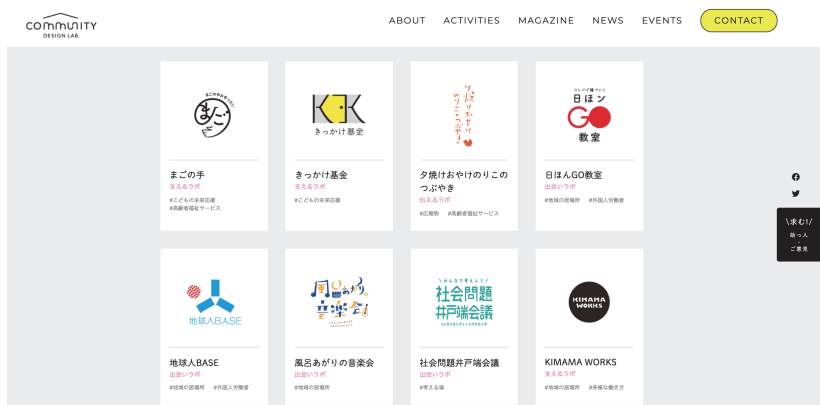 COMMUNITY
DESIGN LAB.
ABOUT ACTIVITIES MAGAZINE NEWS EVENTS CONTACT
まごの手
支えるラボ
#こどもの未来応援
#高齢者福祉サービス
きっかけ基金
きっかけ基金
支えるラボ
#こどもの未来応援
夕焼けおやけのりこの
つぶやき
伝えるラボ
#広報物 #高齢者福祉サービス
日ほン
GO
教室
日ほんGO教室
出会いラボ
#地域の居場所 #外国人労働者
\求む!/
助っ人
・
ご意見
地球人BASE
地球人BASE
出会いラボ
#地域の居場所 #外国人労働者
風呂あがりの
音楽会!
風呂あがりの音楽会
出会いラボ
#地域の居場所
\みんなで考えよう/
社会問題
井戸端会議
社会問題井戸端会議
出会いラボ
#考える場
KIMAMA
WORKS
KIMAMA WORKS
支えるラボ
#地域の居場所 #多様な働き方